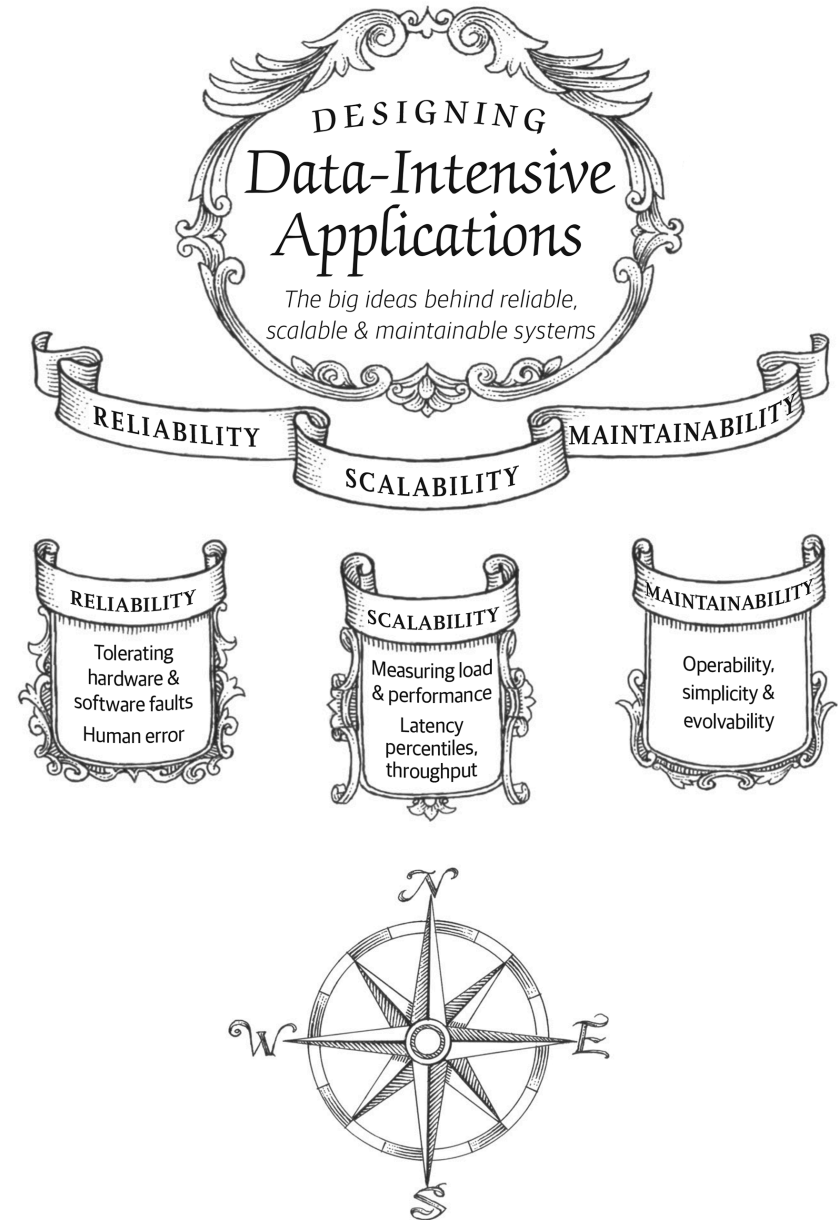 DESIGNING
Data-Intensive
Applications
The big ideas behind reliable,
scalable & maintainable systems
RELIABILITY
SCALABILITY
MAINTAINABILITY
RELIABILITY
Tolerating
hardware &
software faults
Human error
SCALABILITY
Measuring load
& performance
Latency
percentiles,
throughput
MAINTAINABILITY
Operability,
simplicity &
evolvability
N
W
E
S